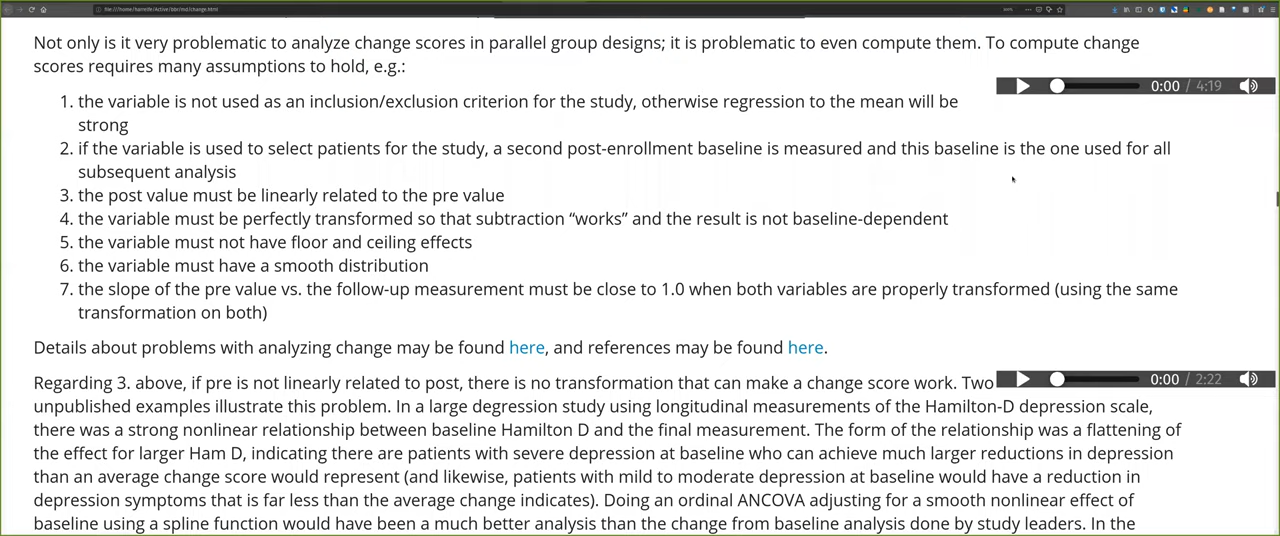 file:///home/harrelfe/Active/bbr/md/change.html
Not only is it very problematic to analyze change scores in parallel group designs; it is problematic to even compute them. To compute change
scores requires many assumptions to hold, e.g.:
0:00 / 4:19
1. the variable is not used as an inclusion/exclusion criterion for the study, otherwise regression to the mean will be
strong
2. if the variable is used to select patients for the study, a second post-enrollment baseline is measured and this baseline is the one used for all
subsequent analysis
3. the post value must be linearly related to the pre value
4. the variable must be perfectly transformed so that subtraction “works” and the result is not baseline-dependent
5. the variable must not have floor and ceiling effects
6. the variable must have a smooth distribution
7. the slope of the pre value vs. the follow-up measurement must be close to 1.0 when both variables are properly transformed (using the same
transformation on both)
Details about problems with analyzing change may be found here, and references may be found here.
Regarding 3. above, if pre is not linearly related to post, there is no transformation that can make a change score work. Two
0:00 / 2:22
unpublished examples illustrate this problem. In a large degression study using longitudinal measurements of the Hamilton-D depression scale,
there was a strong nonlinear relationship between baseline Hamilton D and the final measurement. The form of the relationship was a flattening of
the effect for larger Ham D, indicating there are patients with severe depression at baseline who can achieve much larger reductions in depression
than an average change score would represent (and likewise, patients with mild to moderate depression at baseline would have a reduction in
depression symptoms that is far less than the average change indicates). Doing an ordinal ANCOVA adjusting for a smooth nonlinear effect of
baseline using a spline function would have been a much better analysis than the change from baseline analysis done by study leaders. In the